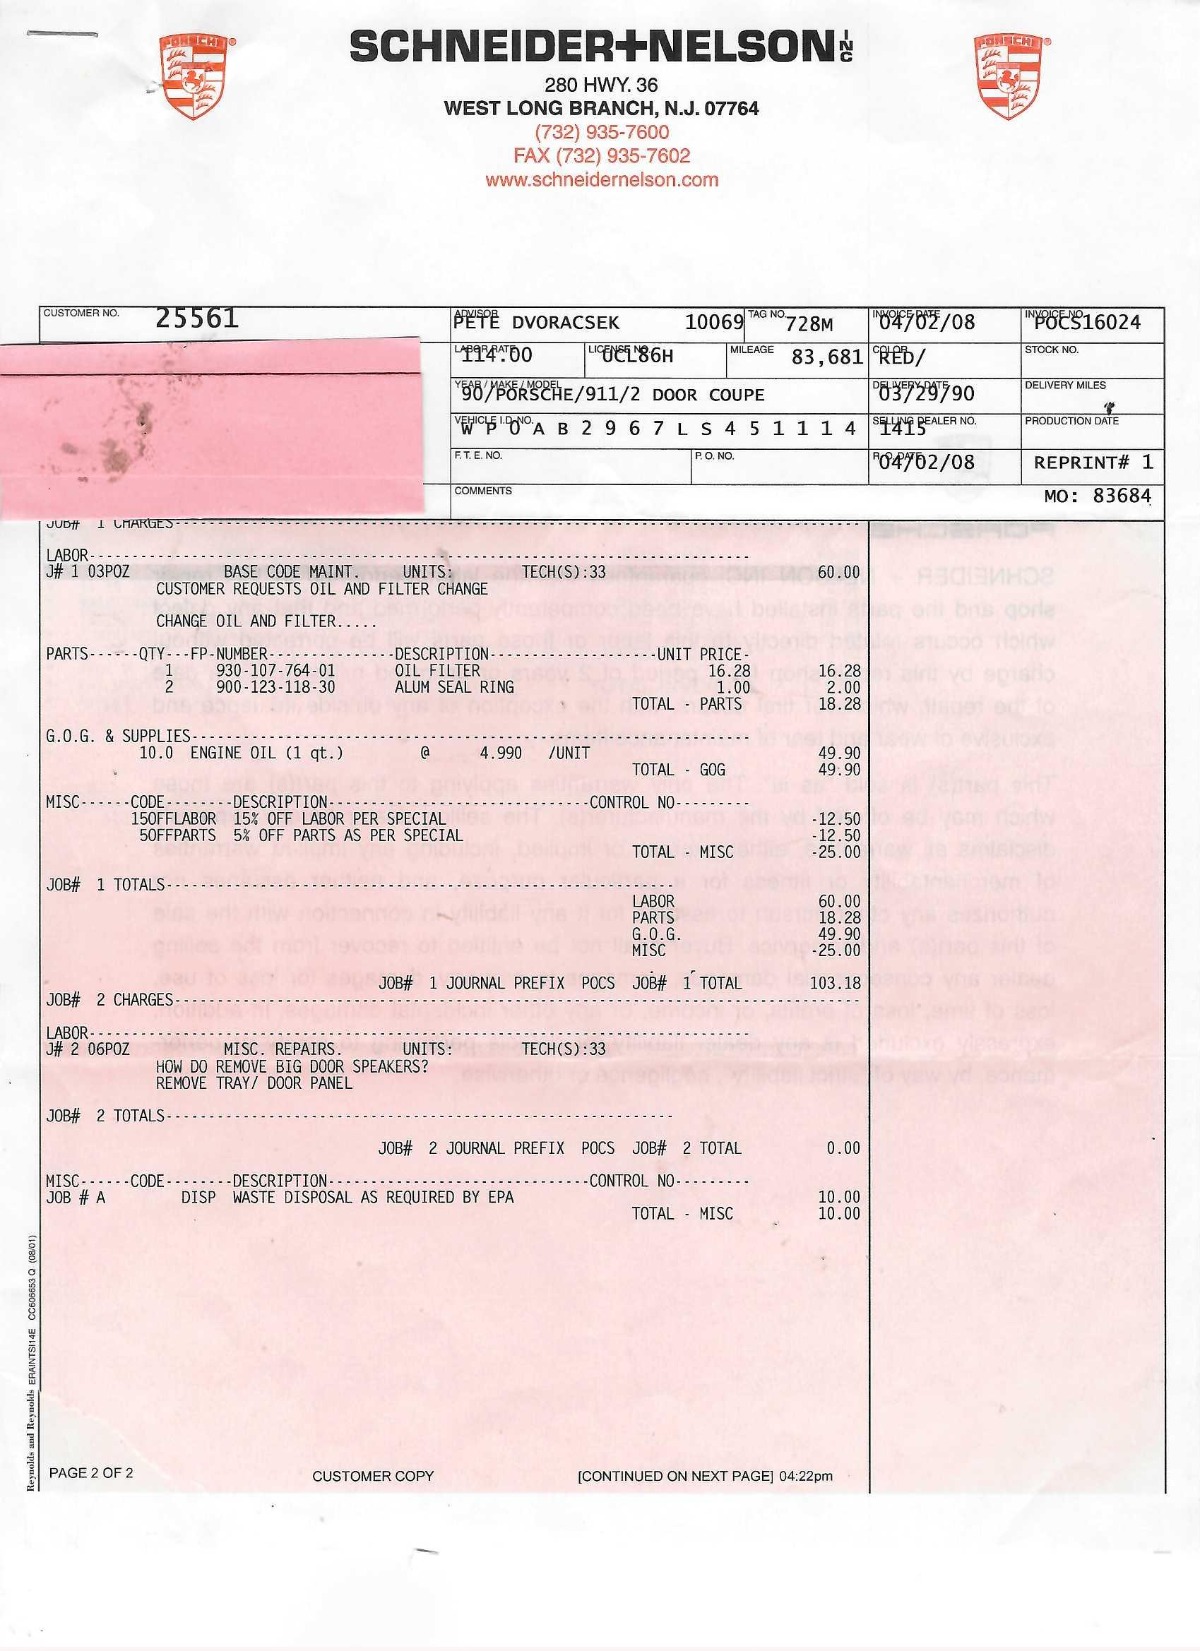 PORSCHE
SCHNEIDER+NELSON INC
280 HWY. 36
WEST LONG BRANCH, N.J. 07764
(732) 935-7600
FAX (732) 935-7602
www.schneidernelson.com
PORSCHE
CUSTOMER NO. 25561
ADVISOR PETE DVORACSEK 10069 TAG NO. 728M INVOICE DATE 04/02/08 INVOICE NO. POCS16024
LABOR RATE 114.00 LICENSE NO. UCL86H MILEAGE 83,681 COLOR RED/ STOCK NO.
YEAR / MAKE / MODEL 90/PORSCHE/911/2 DOOR COUPE DELIVERY DATE 03/29/90 DELIVERY MILES
VEHICLE I.D. NO. W P 0 A B 2 9 6 7 L S 4 5 1 1 1 4 SELLING DEALER NO. 1415 PRODUCTION DATE
F. T. E. NO. P. O. NO. R. O. DATE 04/02/08 REPRINT# 1
COMMENTS MO: 83684
JOB# 1 CHARGES
LABOR
J# 1 03POZ BASE CODE MAINT. UNITS: TECH(S):33 60.00
CUSTOMER REQUESTS OIL AND FILTER CHANGE
CHANGE OIL AND FILTER.....
PARTS------QTY---FP-NUMBER---------------DESCRIPTION--------------------UNIT PRICE-
1 930-107-764-01 OIL FILTER 16.28 16.28
2 900-123-118-30 ALUM SEAL RING 1.00 2.00
TOTAL - PARTS 18.28
G.O.G. & SUPPLIES
10.0 ENGINE OIL (1 qt.) @ 4.990 /UNIT 49.90
TOTAL - GOG 49.90
MISC------CODE--------DESCRIPTION-------------------------------CONTROL NO---------
15OFFLABOR 15% OFF LABOR PER SPECIAL -12.50
5OFFPARTS 5% OFF PARTS AS PER SPECIAL -12.50
TOTAL - MISC -25.00
JOB# 1 TOTALS
LABOR 60.00
PARTS 18.28
G.O.G. 49.90
MISC -25.00
JOB# 1 JOURNAL PREFIX POCS JOB# 1 TOTAL 103.18
JOB# 2 CHARGES
LABOR
J# 2 06POZ MISC. REPAIRS. UNITS: TECH(S):33
HOW DO REMOVE BIG DOOR SPEAKERS?
REMOVE TRAY/ DOOR PANEL
JOB# 2 TOTALS
JOB# 2 JOURNAL PREFIX POCS JOB# 2 TOTAL 0.00
MISC------CODE--------DESCRIPTION-------------------------------CONTROL NO---------
JOB # A DISP WASTE DISPOSAL AS REQUIRED BY EPA 10.00
TOTAL - MISC 10.00
Reynolds and Reynolds ERAINTSI14E CC606653 Q (08/01)
PAGE 2 OF 2 CUSTOMER COPY [CONTINUED ON NEXT PAGE] 04:22pm